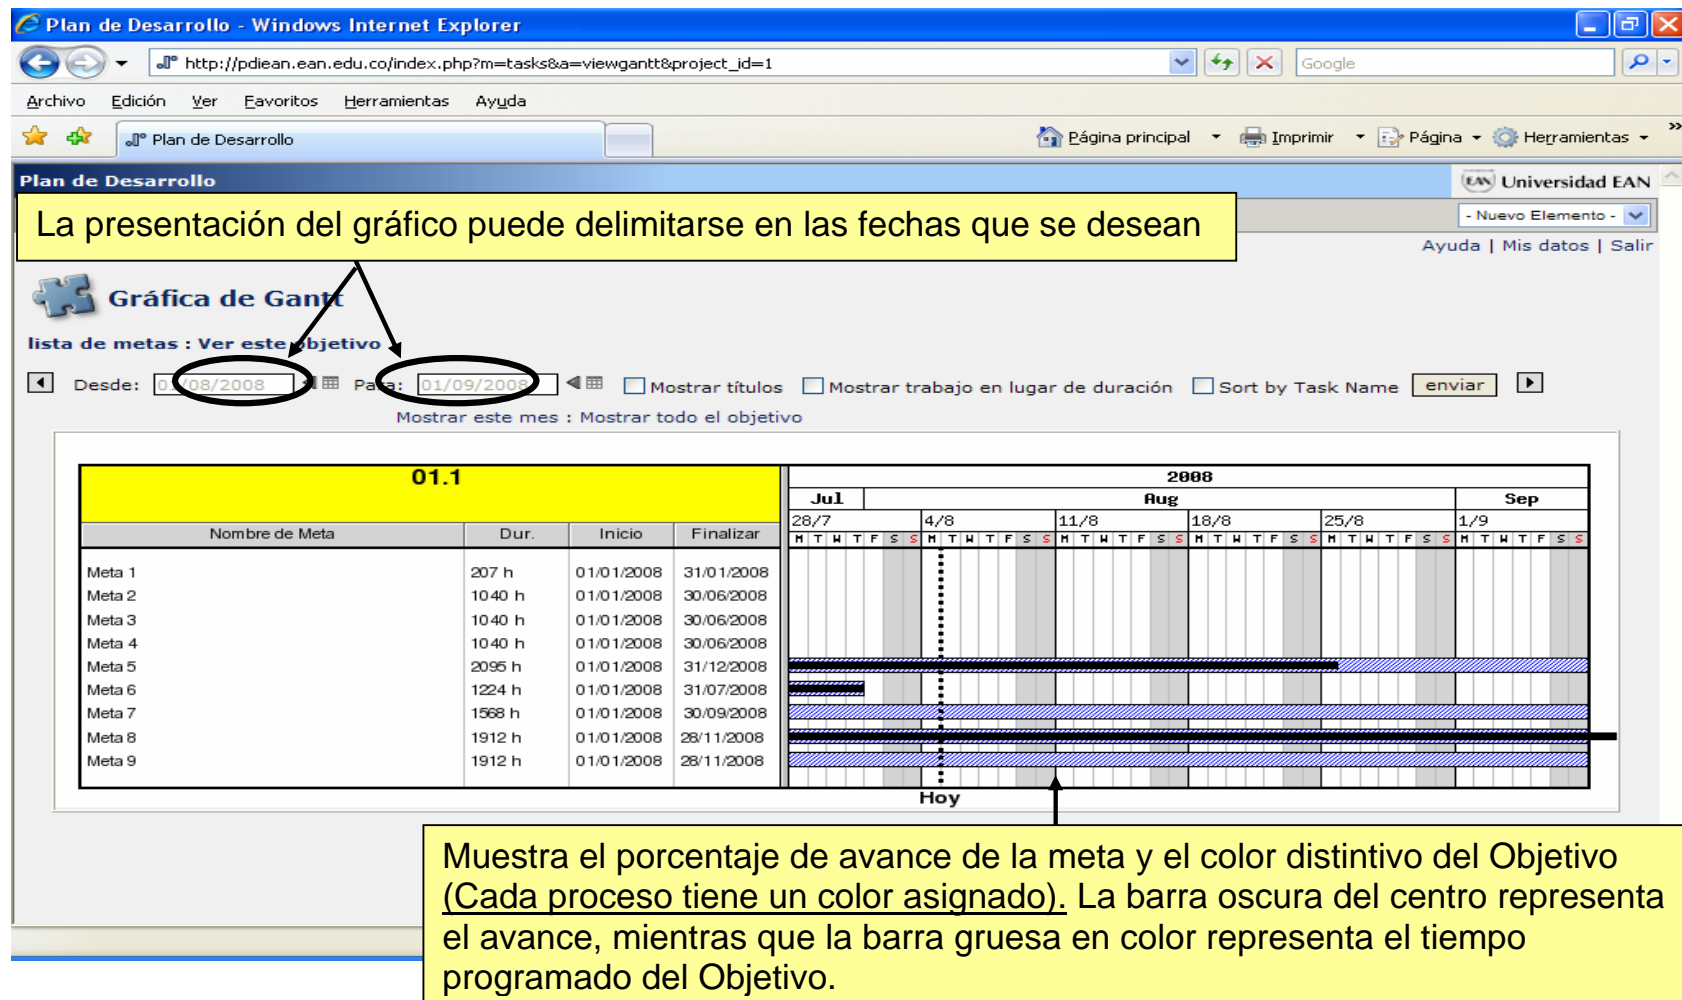 Plan de Desarrollo - Windows Internet Explorer
http://pdiean.ean.edu.co/index.php?m=tasks&a=viewgantt&project_id=1
Google
Archivo Edición Ver Favoritos Herramientas Ayuda
Plan de Desarrollo
Página principal Imprimir Página Herramientas »
Plan de Desarrollo
EAN Universidad EAN
La presentación del gráfico puede delimitarse en las fechas que se desean
- Nuevo Elemento -
Ayuda | Mis datos | Salir
Gráfica de Gantt
lista de metas : Ver este objetivo
Desde: 01/08/2008 Para: 01/09/2008 Mostrar títulos Mostrar trabajo en lugar de duración Sort by Task Name enviar
Mostrar este mes : Mostrar todo el objetivo
01.1
2008
Jul Aug Sep
28/7 4/8 11/8 18/8 25/8 1/9
Nombre de Meta Dur. Inicio Finalizar
M T W T F S S M T W T F S S M T W T F S S M T W T F S S M T W T F S S M T W T F S S
Meta 1 207 h 01/01/2008 31/01/2008
Meta 2 1040 h 01/01/2008 30/06/2008
Meta 3 1040 h 01/01/2008 30/06/2008
Meta 4 1040 h 01/01/2008 30/06/2008
Meta 5 2095 h 01/01/2008 31/12/2008
Meta 6 1224 h 01/01/2008 31/07/2008
Meta 7 1568 h 01/01/2008 30/09/2008
Meta 8 1912 h 01/01/2008 28/11/2008
Meta 9 1912 h 01/01/2008 28/11/2008
Hoy
Muestra el porcentaje de avance de la meta y el color distintivo del Objetivo
(Cada proceso tiene un color asignado). La barra oscura del centro representa
el avance, mientras que la barra gruesa en color representa el tiempo
programado del Objetivo.